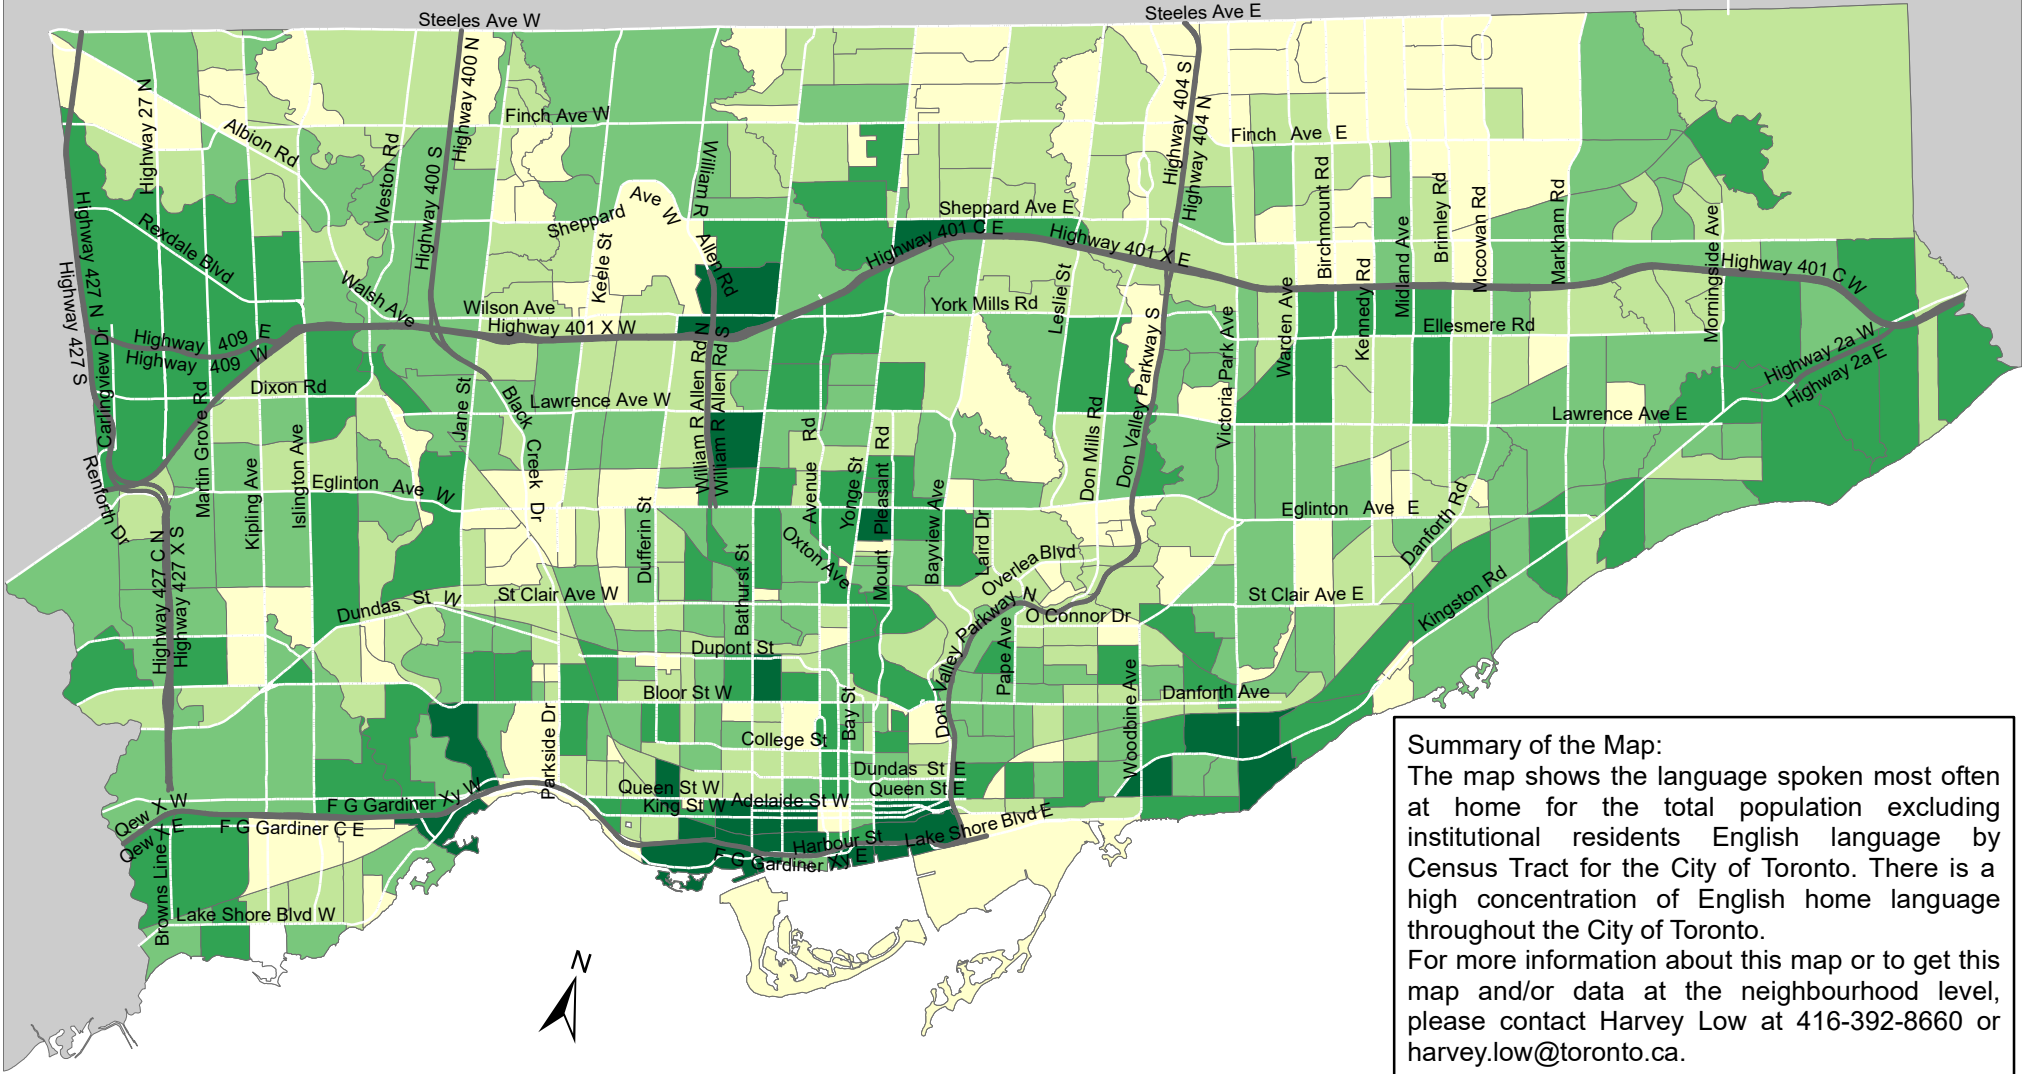 Steeles Ave W
Steeles Ave E
Highway 27 N
Highway 400 N
Highway 404 S
Highway 404 N
Finch Ave W
Finch Ave E
Albion Rd
Weston Rd
Highway 400 S
William R
Allen Rd
Sheppard Ave W
Keele St
Sheppard Ave E
Highway 401 C E
Highway 401 X E
Highway 427 N
Highway 427 S
Rexdale Blvd
Walsh Ave
Wilson Ave
Highway 401 X W
York Mills Rd
Leslie St
Birchmount Rd
Kennedy Rd
Midland Ave
Brimley Rd
Mccowan Rd
Markham Rd
Morningside Ave
Highway 401 C W
Warden Ave
Ellesmere Rd
Highway 2a W
Highway 2a E
Highway 409 E
Highway 409 W
Carlingview Dr
Dixon Rd
Martin Grove Rd
Jane St
Black Creek Dr
Lawrence Ave W
William R Allen Rd N
William R Allen Rd S
Avenue Rd
Yonge St
Mount Pleasant Rd
Don Mills Rd
Don Valley Parkway S
Victoria Park Ave
Lawrence Ave E
Renforth Dr
Kipling Ave
Islington Ave
Eglinton Ave W
Eglinton Ave E
Highway 427 C N
Highway 427 X S
Dufferin St
Bathurst St
Oxton Ave
Bayview Ave
Laird Dr
Overlea Blvd
Danforth Rd
Dundas St W
St Clair Ave W
St Clair Ave E
Kingston Rd
Don Valley Parkway N
O Connor Dr
Pape Ave
Dupont St
Bloor St W
Bay St
Woodbine Ave
Danforth Ave
Parkside Dr
College St
Dundas St E
Queen St W
Queen St E
King St W
Adelaide St W
Qew X W
Qew X E
F G Gardiner Xy W
F G Gardiner C E
Harbour St
Lake Shore Blvd E
F G Gardiner Xy E
Browns Line
Lake Shore Blvd W
N
Summary of the Map:
The map shows the language spoken most often
at home for the total population excluding
institutional residents English language by
Census Tract for the City of Toronto. There is a
high concentration of English home language
throughout the City of Toronto.
For more information about this map or to get this
map and/or data at the neighbourhood level,
please contact Harvey Low at 416-392-8660 or
harvey.low@toronto.ca.